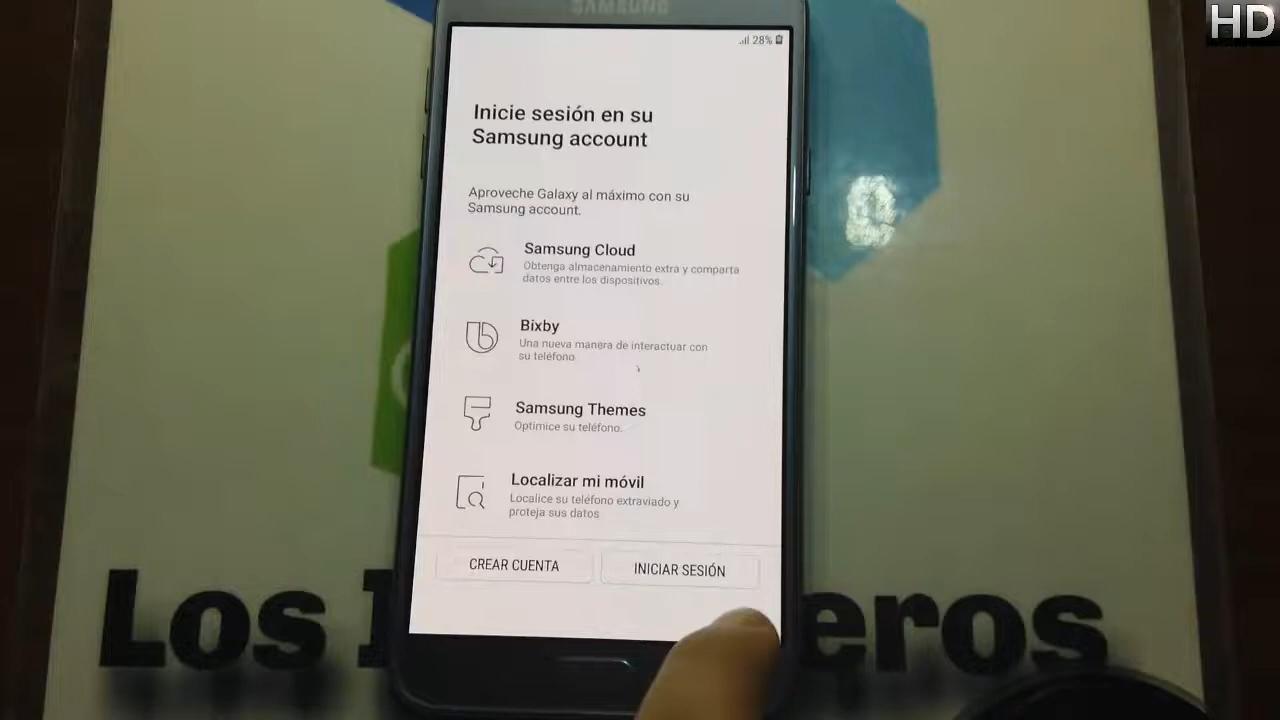 HD
SAMSUNG
28%
Inicie sesión en su
Samsung account
Aproveche Galaxy al máximo con su
Samsung account.
Samsung Cloud
Obtenga almacenamiento extra y comparta
datos entre los dispositivos.
Bixby
Una nueva manera de interactuar con
su teléfono
Samsung Themes
Optimice su teléfono.
Localizar mi móvil
Localice su teléfono extraviado y
proteja sus datos
CREAR CUENTA
INICIAR SESIÓN
Los